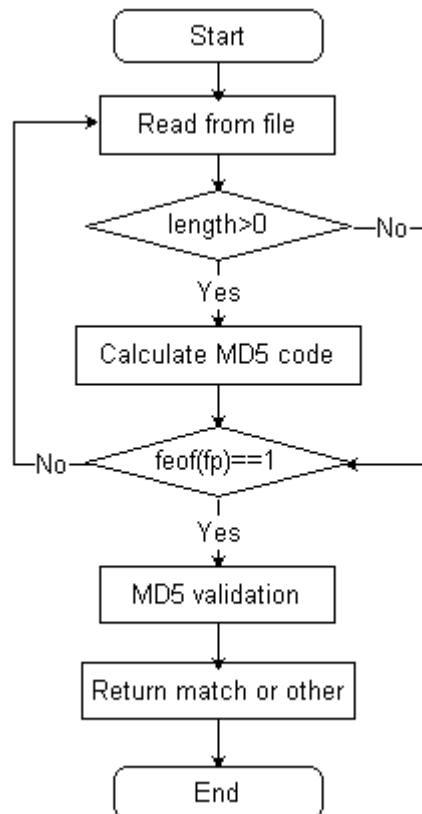 Start
Read from file
length>0
No
Yes
Calculate MD5 code
No
feof(fp)==1
Yes
MD5 validation
Return match or other
End